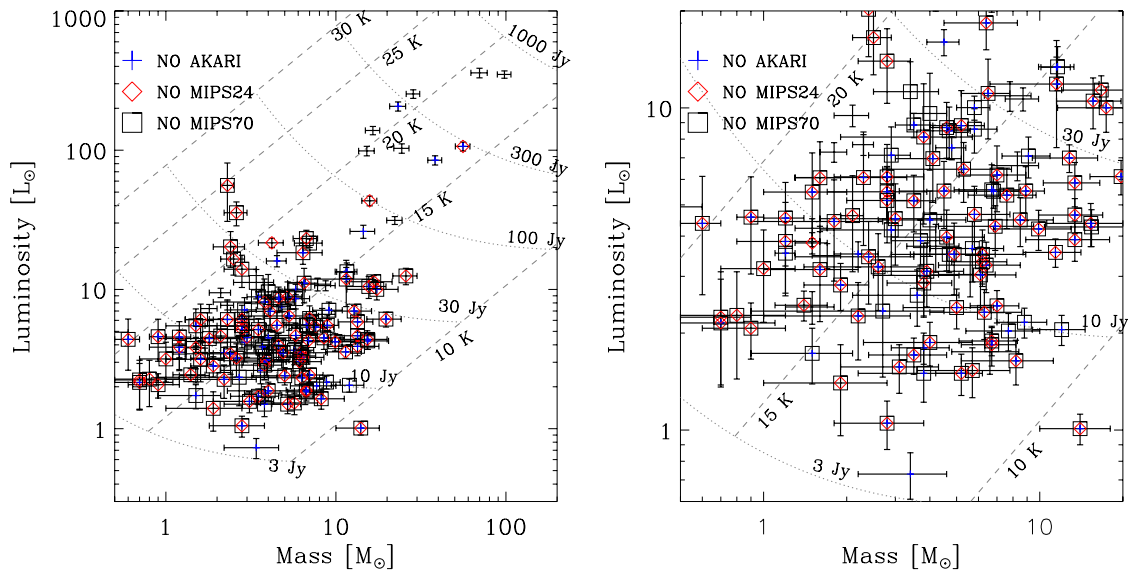 1000
100
10
1
1
10
100
Luminosity [L⊙]
Mass [M⊙]
NO AKARI
NO MIPS24
NO MIPS70
30 K
25 K
20 K
15 K
10 K
1000 Jy
300 Jy
100 Jy
30 Jy
10 Jy
3 Jy
10
1
1
10
Luminosity [L⊙]
Mass [M⊙]
NO AKARI
NO MIPS24
NO MIPS70
20 K
15 K
10 K
30 Jy
10 Jy
3 Jy